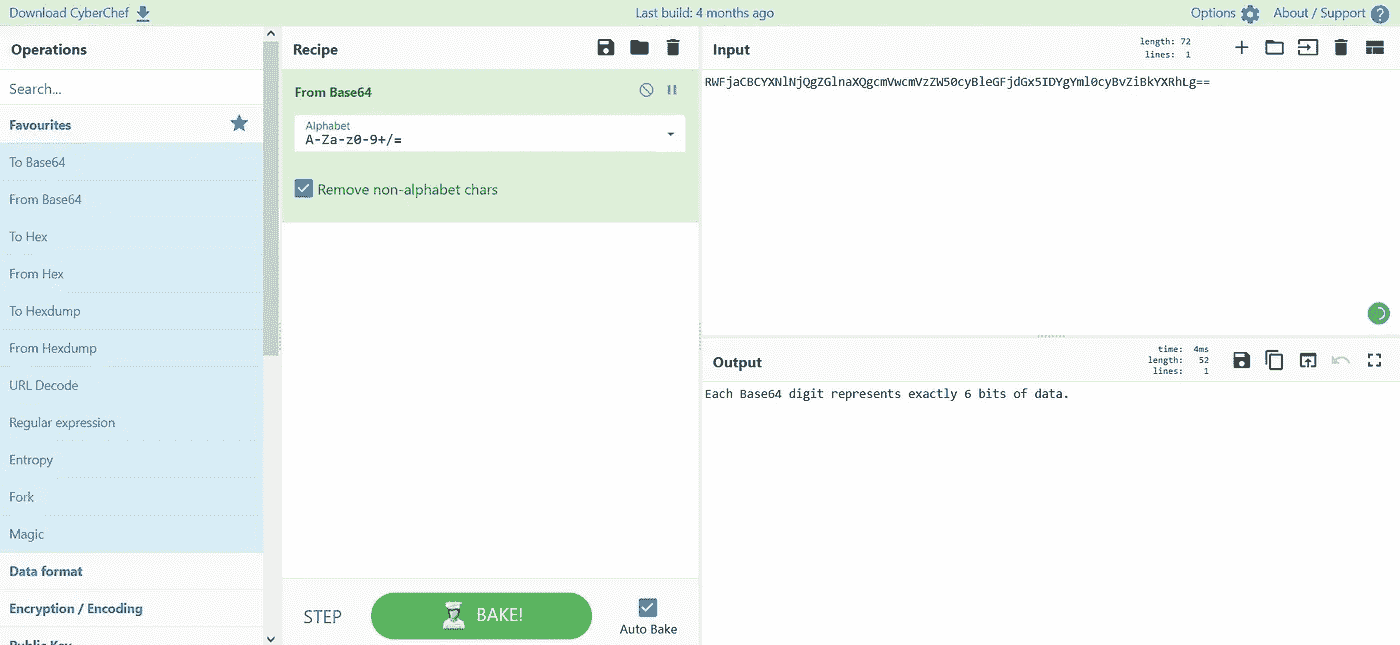 Download CyberChef
Last build: 4 months ago
Options
About / Support
Operations
Search...
Favourites
To Base64
From Base64
To Hex
From Hex
To Hexdump
From Hexdump
URL Decode
Regular expression
Entropy
Fork
Magic
Data format
Encryption / Encoding
Public Key
Recipe
From Base64
Alphabet
A-Za-z0-9+/=
Remove non-alphabet chars
STEP
BAKE!
Auto Bake
Input
length: 72
lines: 1
RWFjaCBCYXNlNjQgZGlnaXQgcmVwcmVzZW50cyBleGFjdGx5IDYgYml0cyBvZiBkYXRhLg==
Output
time: 4ms
length: 52
lines: 1
Each Base64 digit represents exactly 6 bits of data.